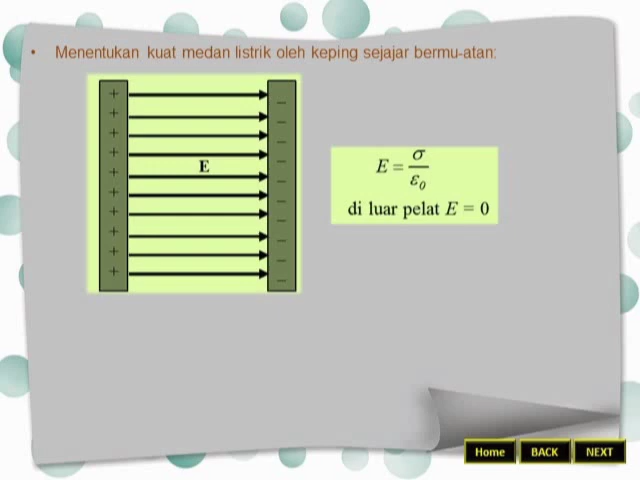 • Menentukan kuat medan listrik oleh keping sejajar bermu-atan:
+ −
+ −
+ −
+ −
E
+ −
+ −
+ −
+ −
+ −
+ −
E = σ/ε₀
di luar pelat E = 0
Home BACK NEXT